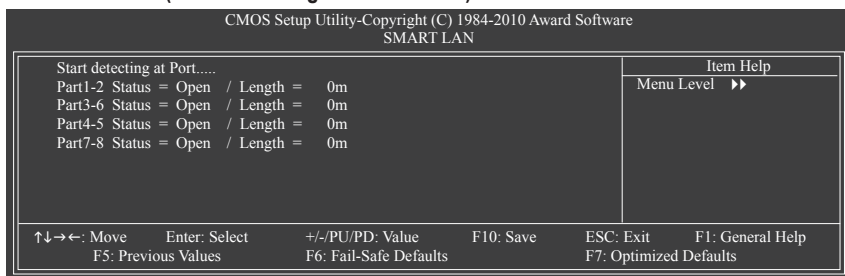 CMOS Setup Utility-Copyright (C) 1984-2010 Award Software
SMART LAN
Start detecting at Port.....
Part1-2 Status = Open / Length = 0m
Part3-6 Status = Open / Length = 0m
Part4-5 Status = Open / Length = 0m
Part7-8 Status = Open / Length = 0m
Item Help
Menu Level
↑↓→←: Move Enter: Select +/-/PU/PD: Value F10: Save ESC: Exit F1: General Help
F5: Previous Values F6: Fail-Safe Defaults F7: Optimized Defaults